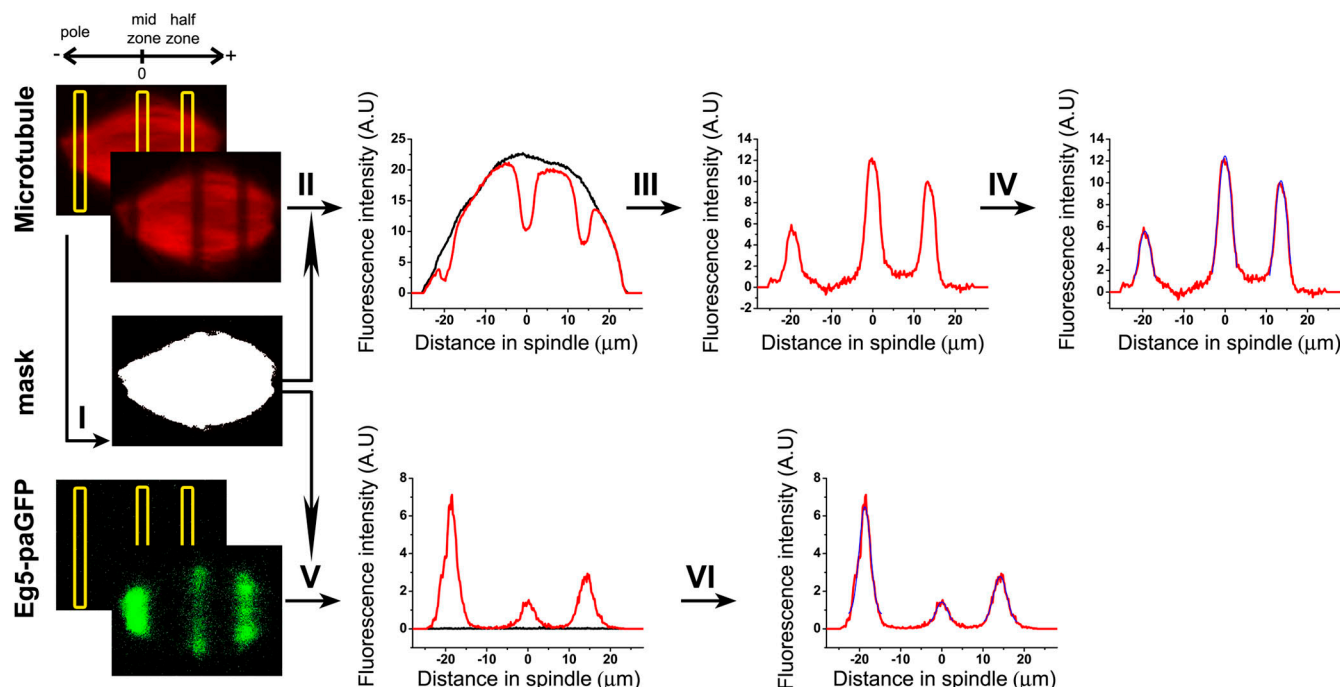 mid half
pole zone zone
- +
0
Microtubule
mask
Eg5-paGFP
I
II
III
IV
V
VI
Fluorescence intensity (A.U)
25
20
15
10
5
0
-20 -10 0 10 20
Distance in spindle (μm)
Fluorescence intensity (A.U)
14
12
10
8
6
4
2
0
-2
-20 -10 0 10 20
Distance in spindle (μm)
Fluorescence intensity (A.U)
14
12
10
8
6
4
2
0
-20 -10 0 10 20
Distance in spindle (μm)
Fluorescence intensity (A.U)
8
6
4
2
0
-20 -10 0 10 20
Distance in spindle (μm)
Fluorescence intensity (A.U)
8
6
4
2
0
-20 -10 0 10 20
Distance in spindle (μm)